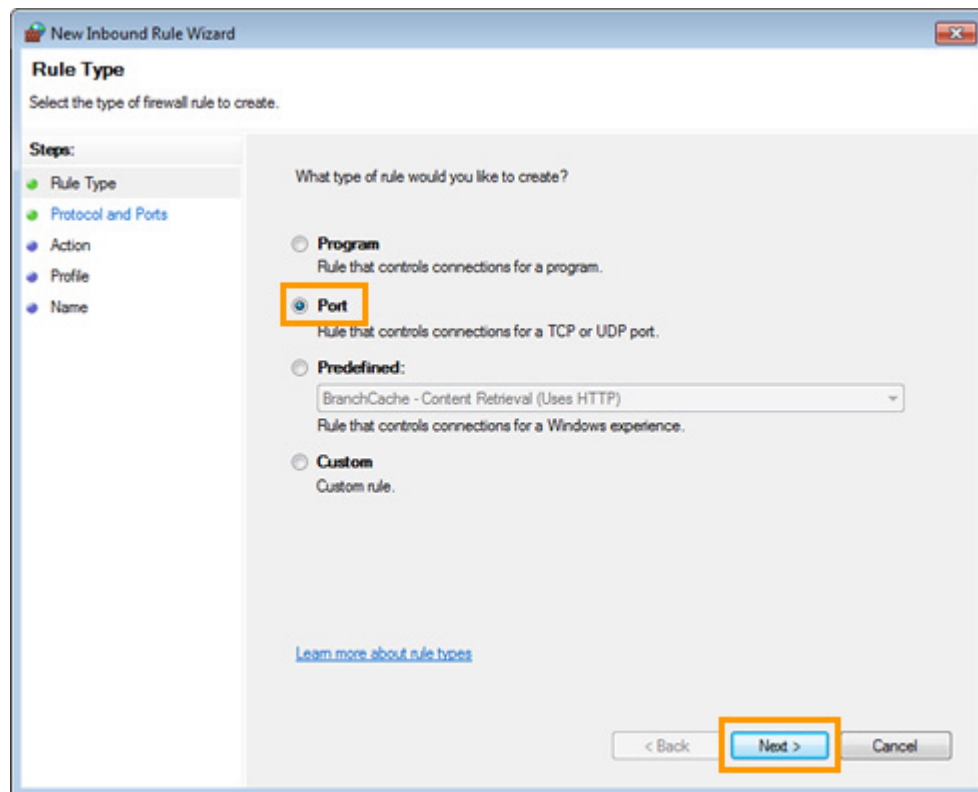 New Inbound Rule Wizard
Rule Type
Select the type of firewall rule to create.
Steps:
Rule Type
Protocol and Ports
Action
Profile
Name
What type of rule would you like to create?
Program
Rule that controls connections for a program.
Port
Rule that controls connections for a TCP or UDP port.
Predefined:
BranchCache - Content Retrieval (Uses HTTP)
Rule that controls connections for a Windows experience.
Custom
Custom rule.
Learn more about rule types
< Back Next > Cancel